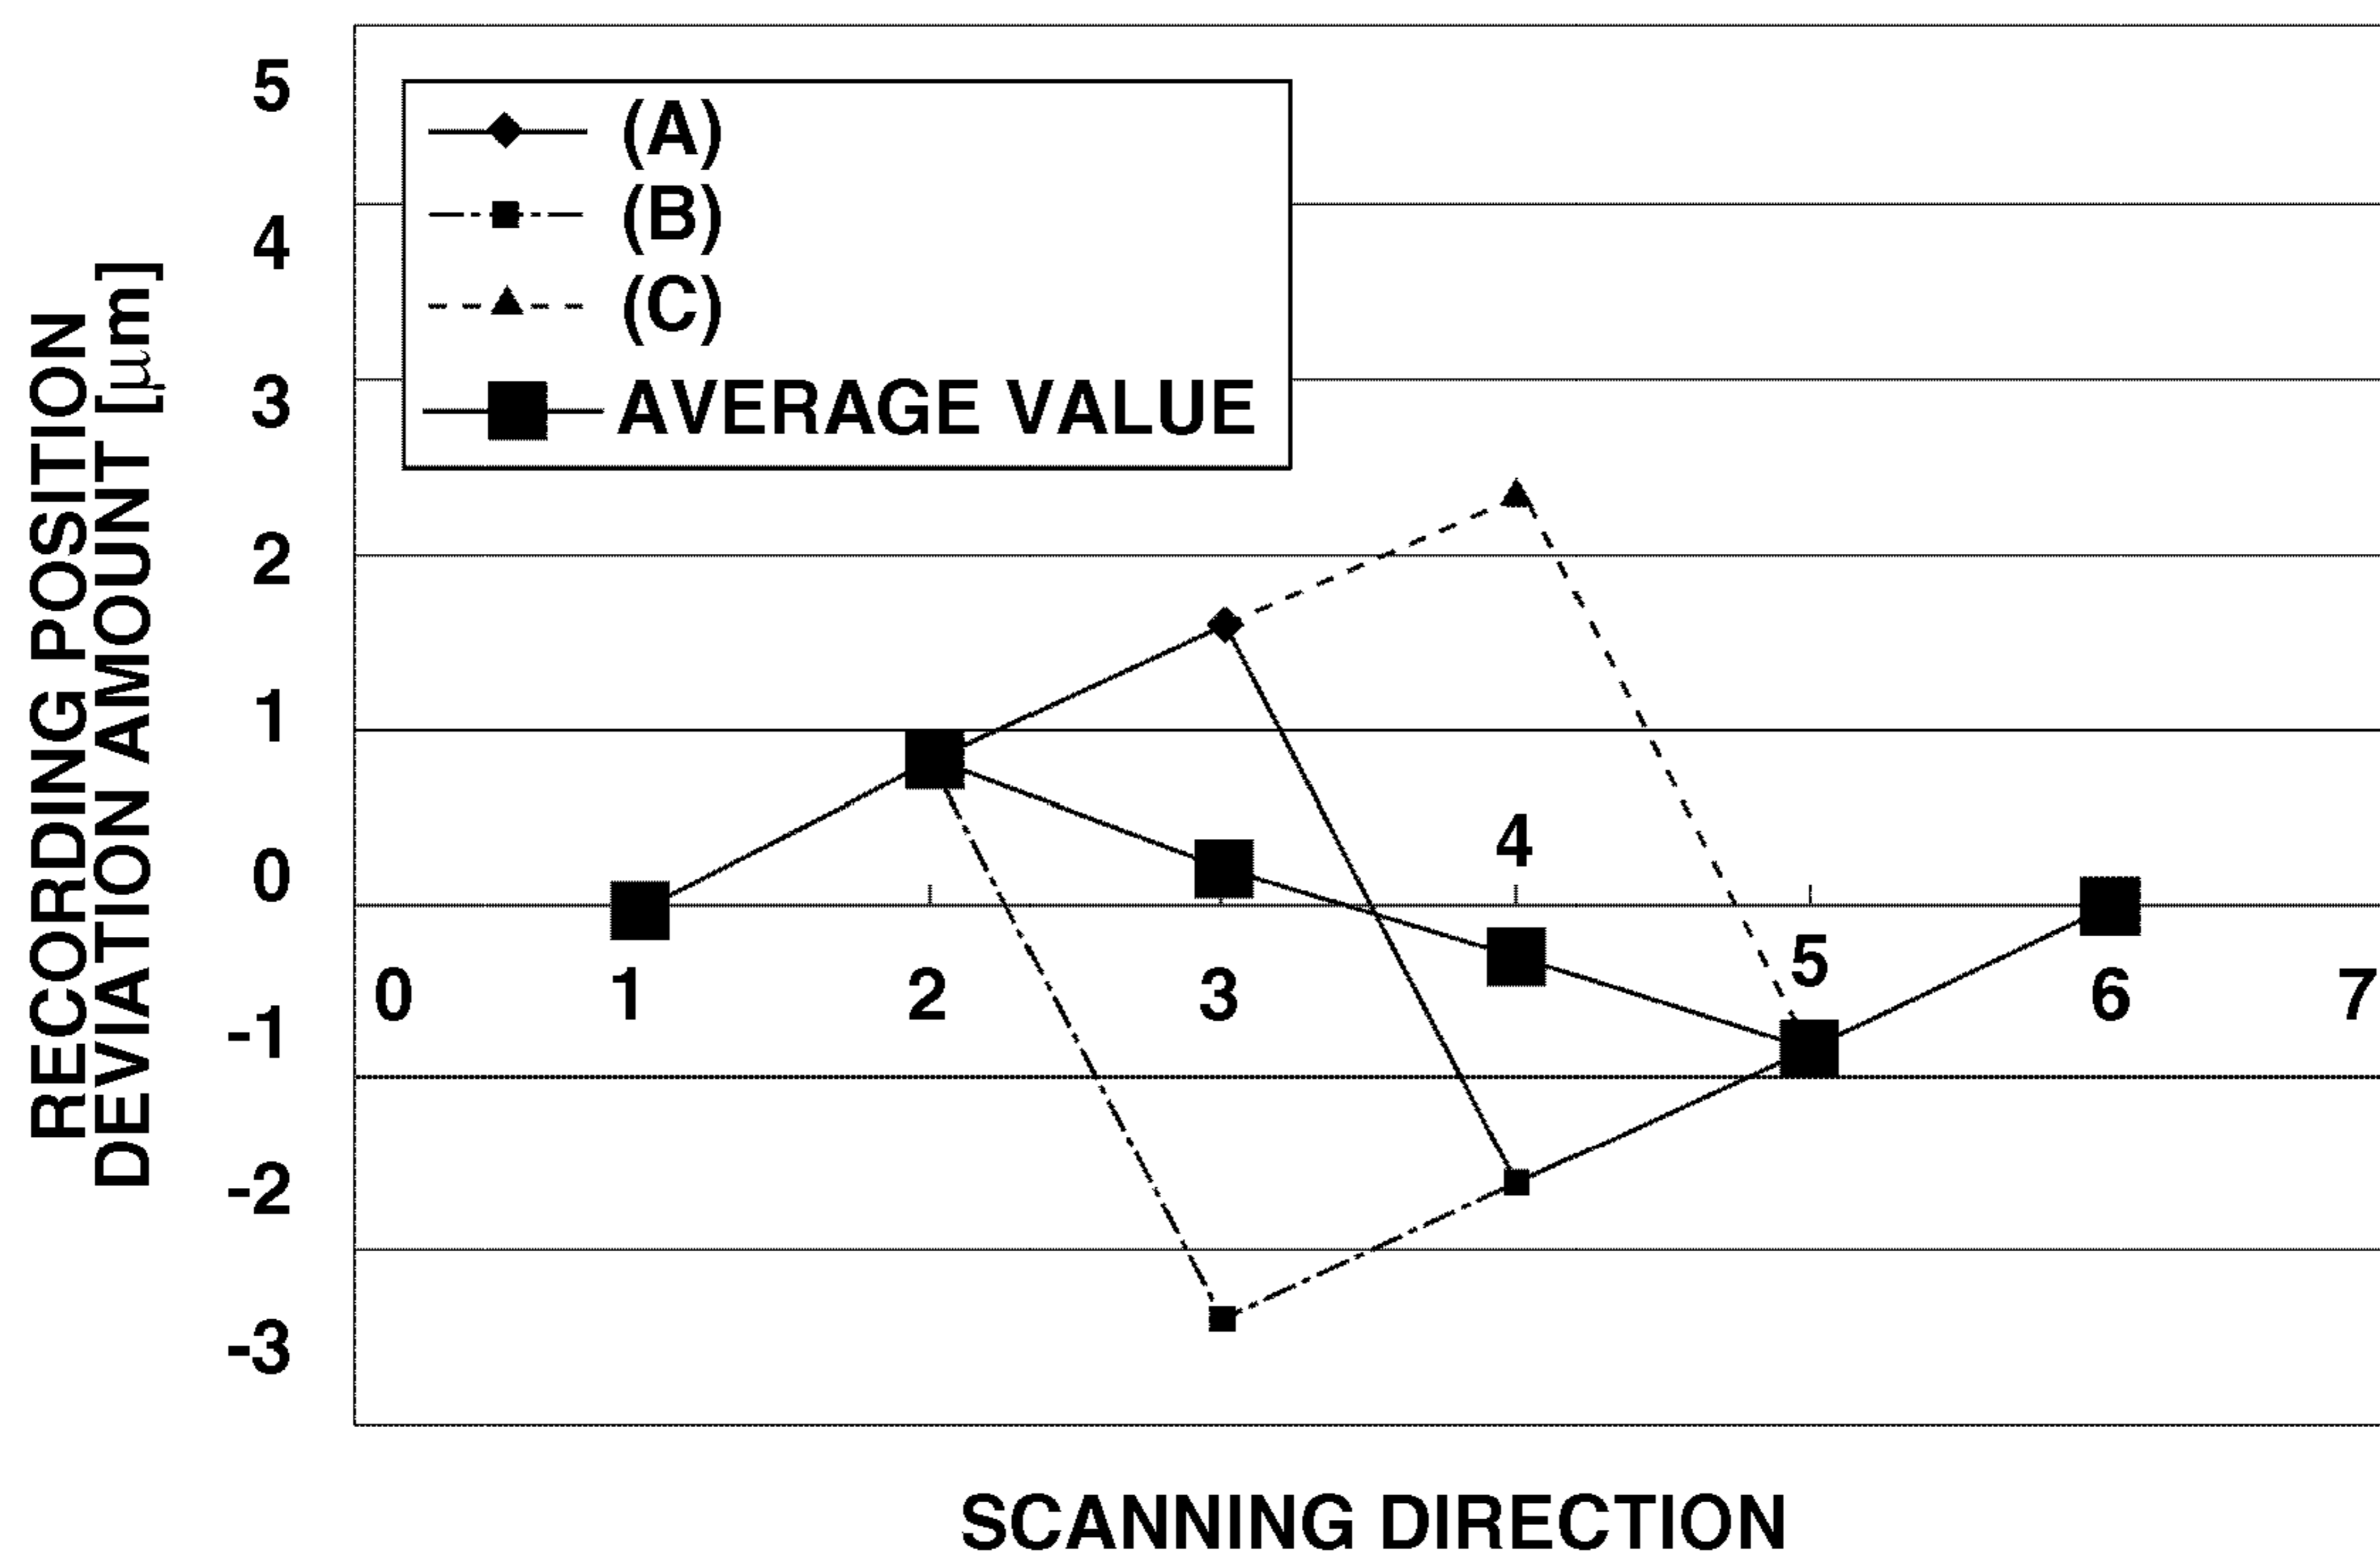 RECORDING POSITION
DEVIATION AMOUNT [μm]
5
4
3
2
1
0
-1
-2
-3
(A)
(B)
(C)
AVERAGE VALUE
0 1 2 3 4 5 6 7
SCANNING DIRECTION